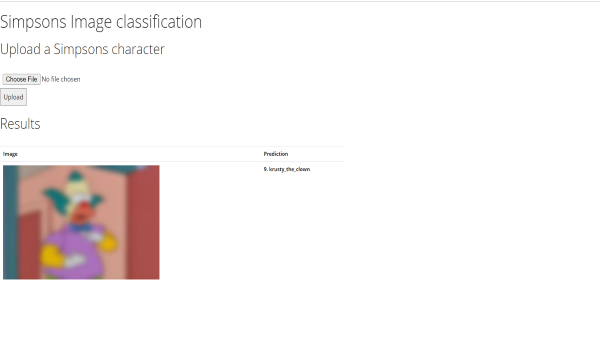 Simpsons Image classification
Upload a Simpsons character
Choose File No file chosen
Upload
Results
Image Prediction
9. krusty_the_clown